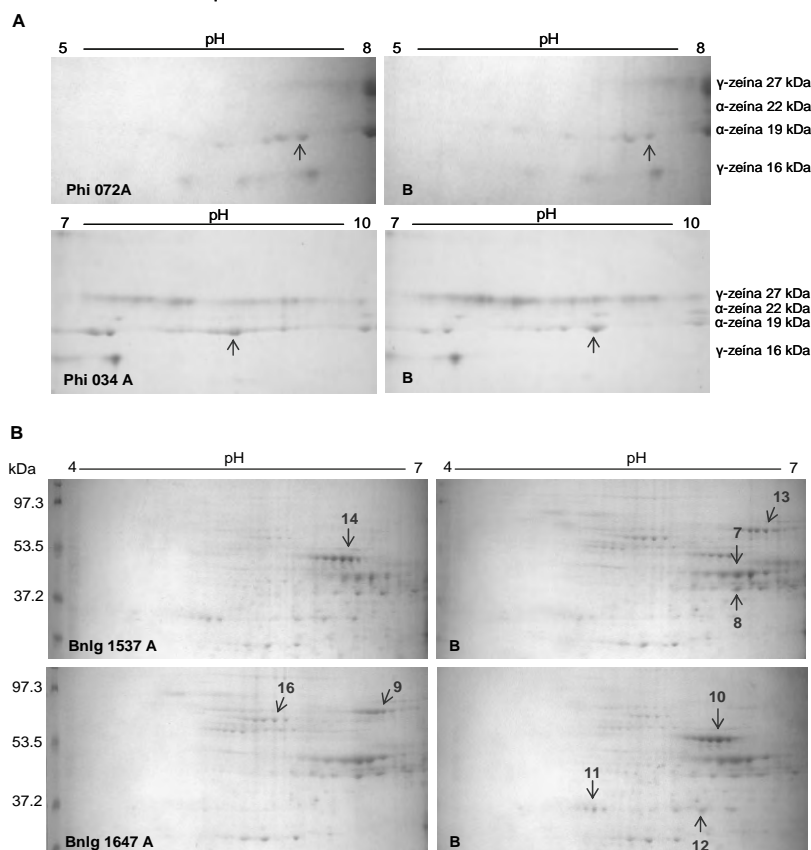 A
5 pH 8
5 pH 8
γ-zeína 27 kDa
α-zeína 22 kDa
α-zeína 19 kDa
γ-zeína 16 kDa
Phi 072A
B
7 pH 10
7 pH 10
γ-zeína 27 kDa
α-zeína 22 kDa
α-zeína 19 kDa
γ-zeína 16 kDa
Phi 034 A
B
B
kDa
4 pH 7
4 pH 7
97.3
53.5
37.2
14
13
7
8
Bnlg 1537 A
B
97.3
53.5
37.2
16
9
10
11
12
Bnlg 1647 A
B